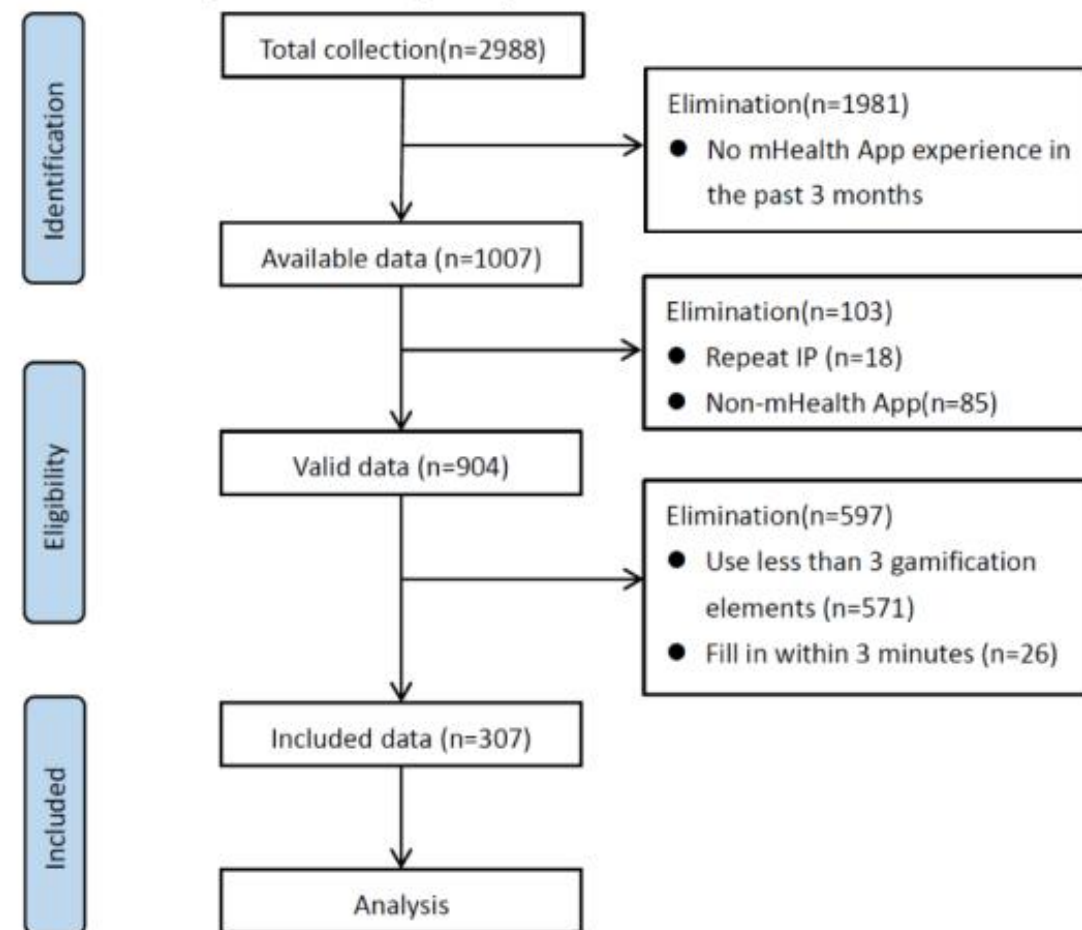 Identification
Total collection(n=2988)
Elimination(n=1981)
● No mHealth App experience in
the past 3 months
Available data (n=1007)
Elimination(n=103)
● Repeat IP (n=18)
● Non-mHealth App(n=85)
Eligibility
Valid data (n=904)
Elimination(n=597)
● Use less than 3 gamification
elements (n=571)
● Fill in within 3 minutes (n=26)
Included
Included data (n=307)
Analysis